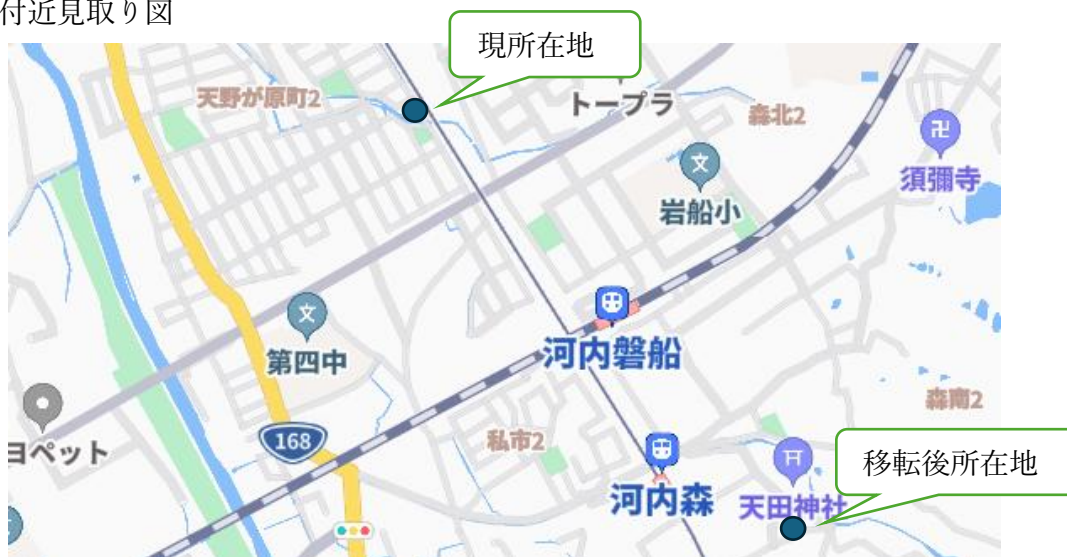 付近見取り図
現所在地
天野が原町2
トープラ
森北2
須彌寺
岩船小
河内磐船
第四中
森南2
ヨペット
168
私市2
移転後所在地
河内森
天田神社